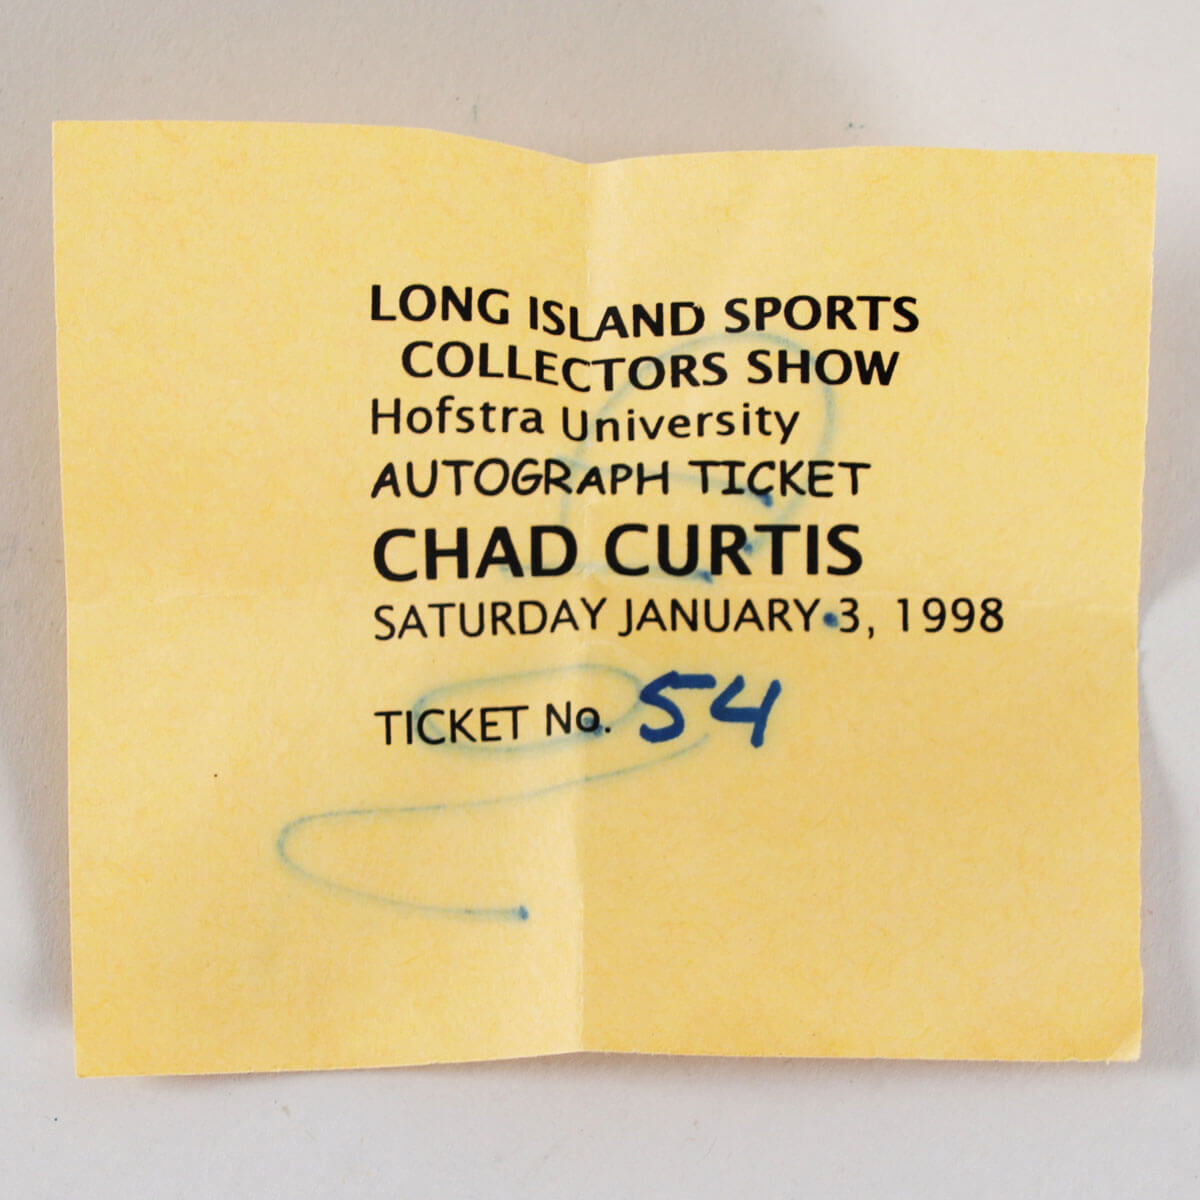 LONG ISLAND SPORTS
COLLECTORS SHOW
Hofstra University
AUTOGRAPH TICKET
CHAD CURTIS
SATURDAY JANUARY 3, 1998
TICKET No. 54